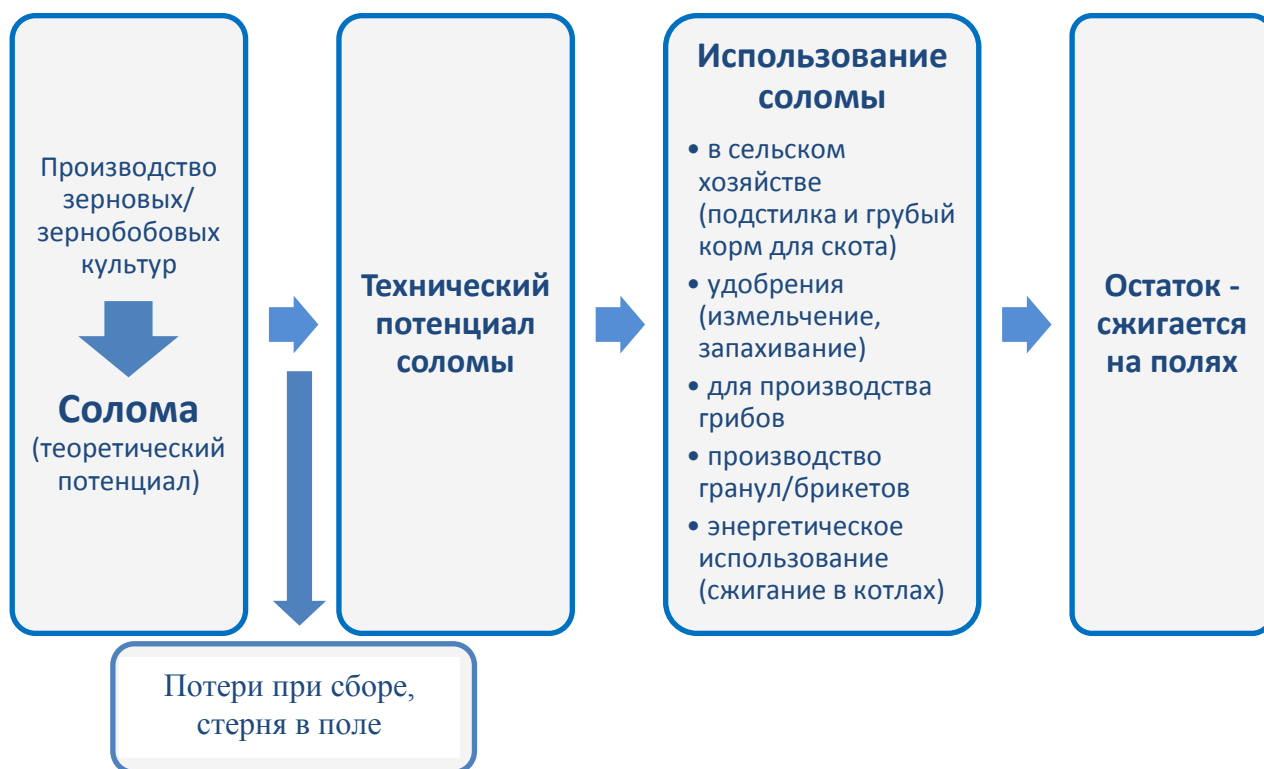 Производство
зерновых/
зернобобовых
культур
Солома
(теоретический
потенциал)
Потери при сборе,
стерня в поле
Технический
потенциал
соломы
Использование
соломы
• в сельском
хозяйстве
(подстилка и грубый
корм для скота)
• удобрения
(измельчение,
запахивание)
• для производства
грибов
• производство
гранул/брикетов
• энергетическое
использование
(сжигание в котлах)
Остаток -
сжигается
на полях